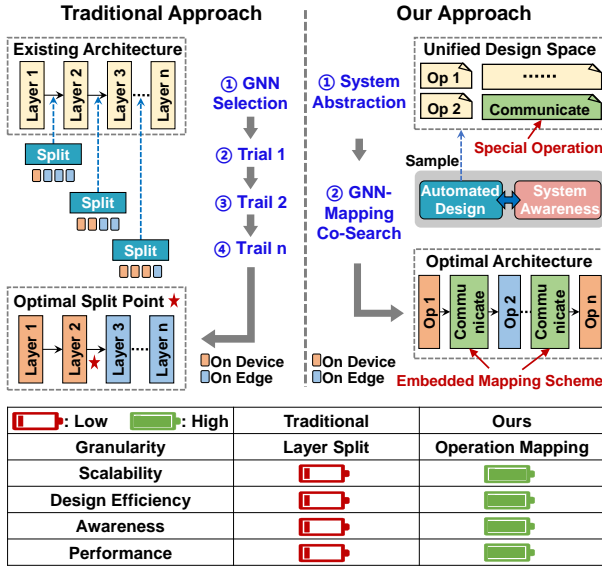 Traditional Approach
Existing Architecture
Layer 1
Layer 2
Layer 3
Layer n
Split
Split
Split
① GNN
Selection
② Trial 1
③ Trail 2
④ Trail n
Optimal Split Point
Layer 1
Layer 2
Layer 3
Layer n
On Device
On Edge
Our Approach
① System
Abstraction
② GNN-
Mapping
Co-Search
Unified Design Space
Op 1
......
Op 2
Communicate
Special Operation
Sample
Automated
Design
System
Awareness
Optimal Architecture
Op 1
Commu
nicate
Op 2
Commu
nicate
Op n
On Device
On Edge
Embedded Mapping Scheme
: Low : High Traditional Ours
Granularity Layer Split Operation Mapping
Scalability
Design Efficiency
Awareness
Performance